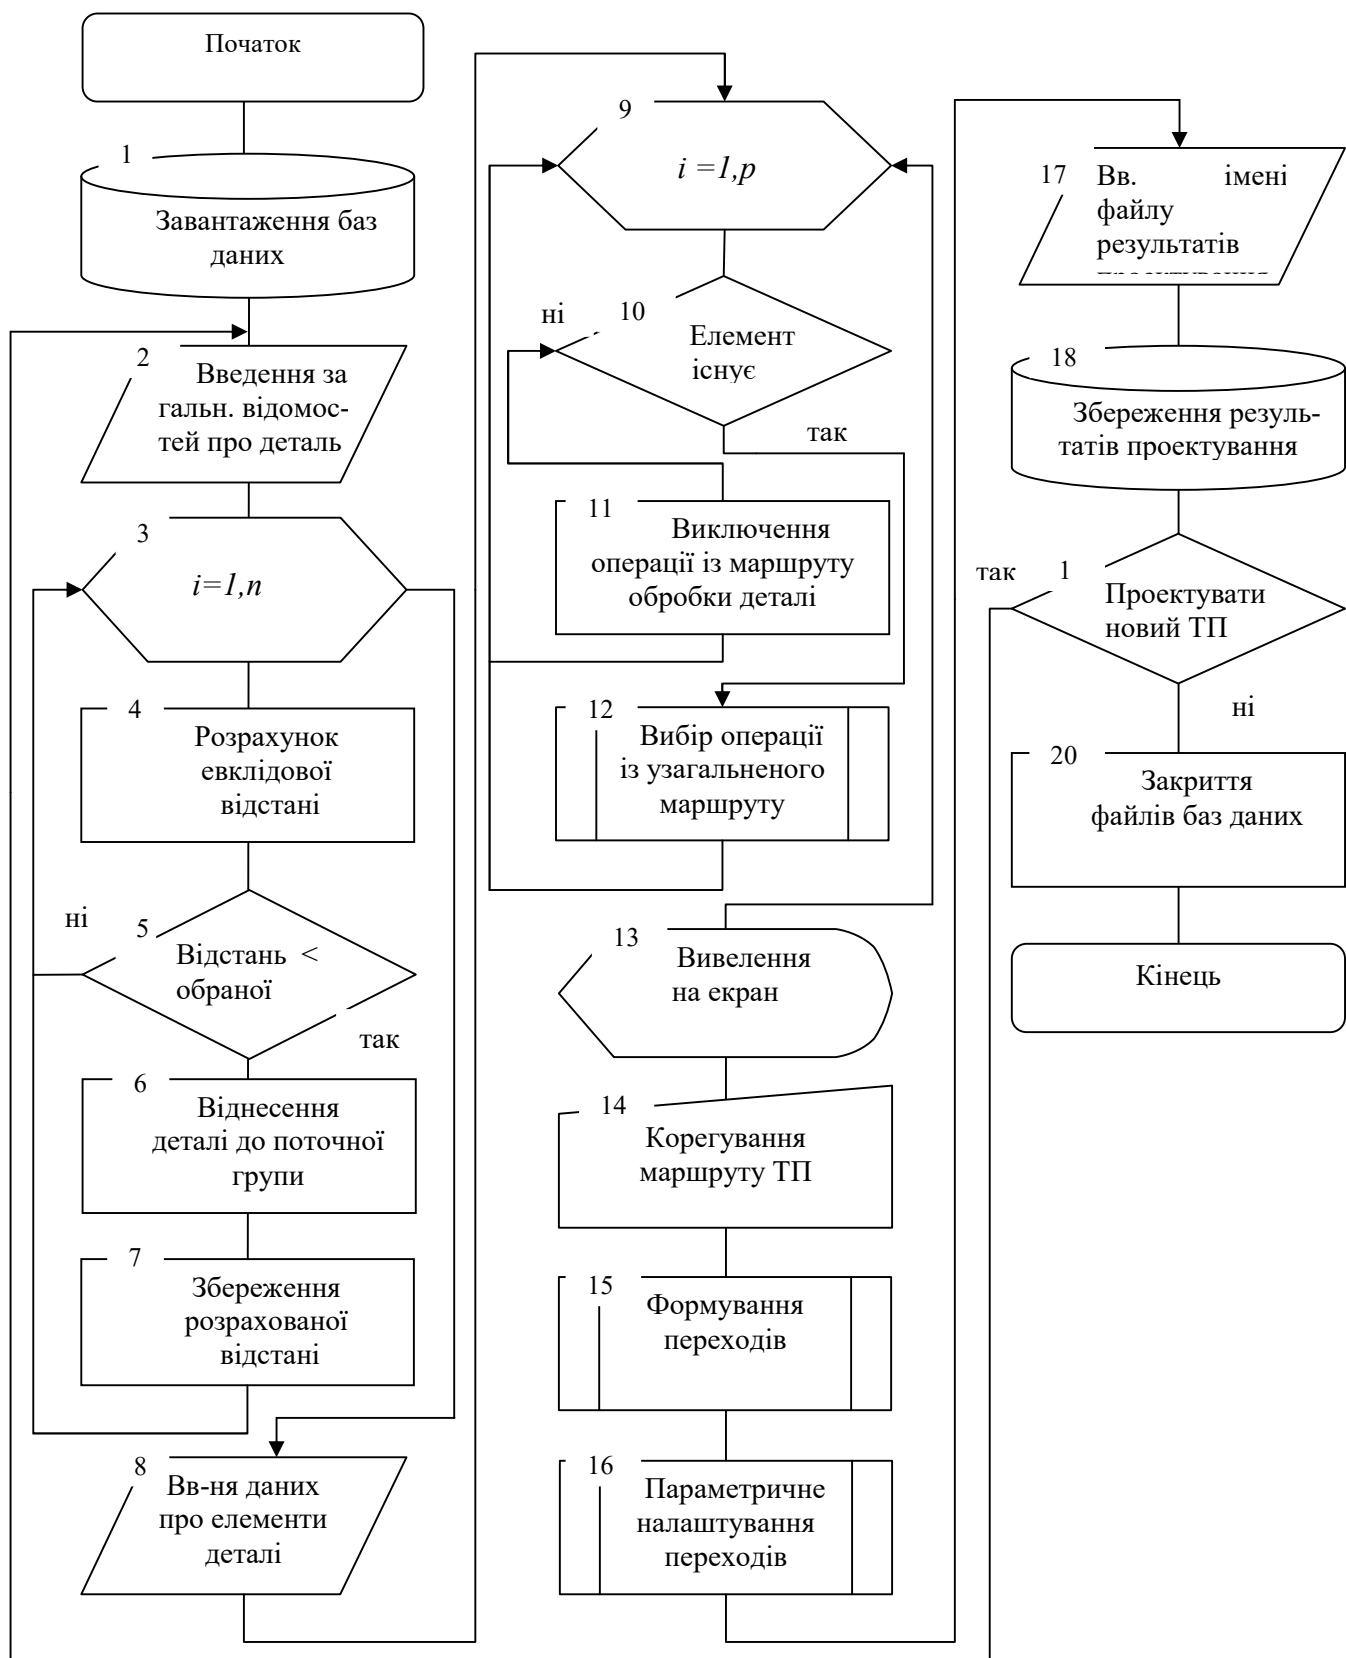 Початок
1
Завантаження баз
даних
2
Введення за
гальн. відомос-
тей про деталь
3
i=1,n
4
Розрахунок
евклідової
відстані
ні
5
Відстань <
обраної
так
6
Віднесення
деталі до поточної
групи
7
Збереження
розрахованої
відстані
8
Вв-ня даних
про елементи
деталі
9
i =1,p
ні
10
Елемент
існує
так
11
Виключення
операції із маршруту
обробки деталі
12
Вибір операції
із узагальненого
маршруту
13
Вивелення
на екран
14
Корегування
маршруту ТП
15
Формування
переходів
16
Параметричне
налаштування
переходів
17
Вв. імені
файлу
результатів
проектування
18
Збереження резуль-
татів проектування
так
1
Проектувати
новий ТП
ні
20
Закриття
файлів баз даних
Кінець